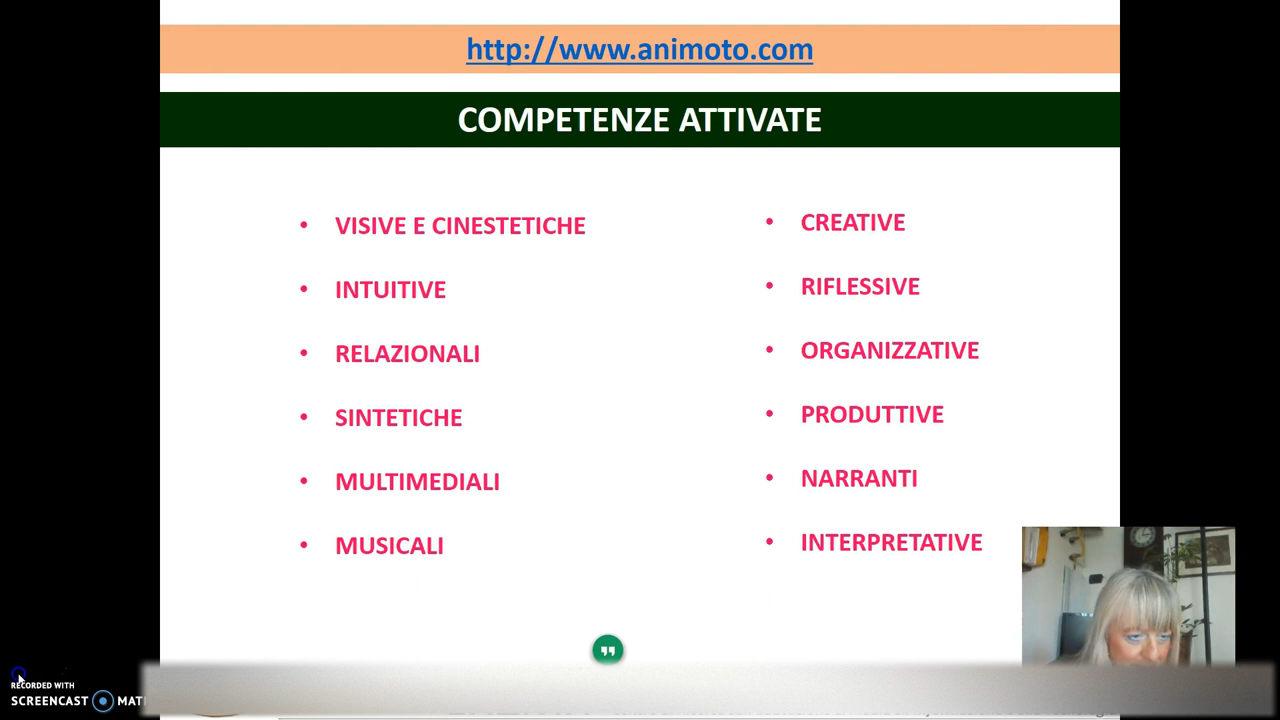 http://www.animoto.com
COMPETENZE ATTIVATE
• VISIVE E CINESTETICHE
• INTUITIVE
• RELAZIONALI
• SINTETICHE
• MULTIMEDIALI
• MUSICALI
• CREATIVE
• RIFLESSIVE
• ORGANIZZATIVE
• PRODUTTIVE
• NARRANTI
• INTERPRETATIVE
RECORDED WITH
SCREENCAST MAT